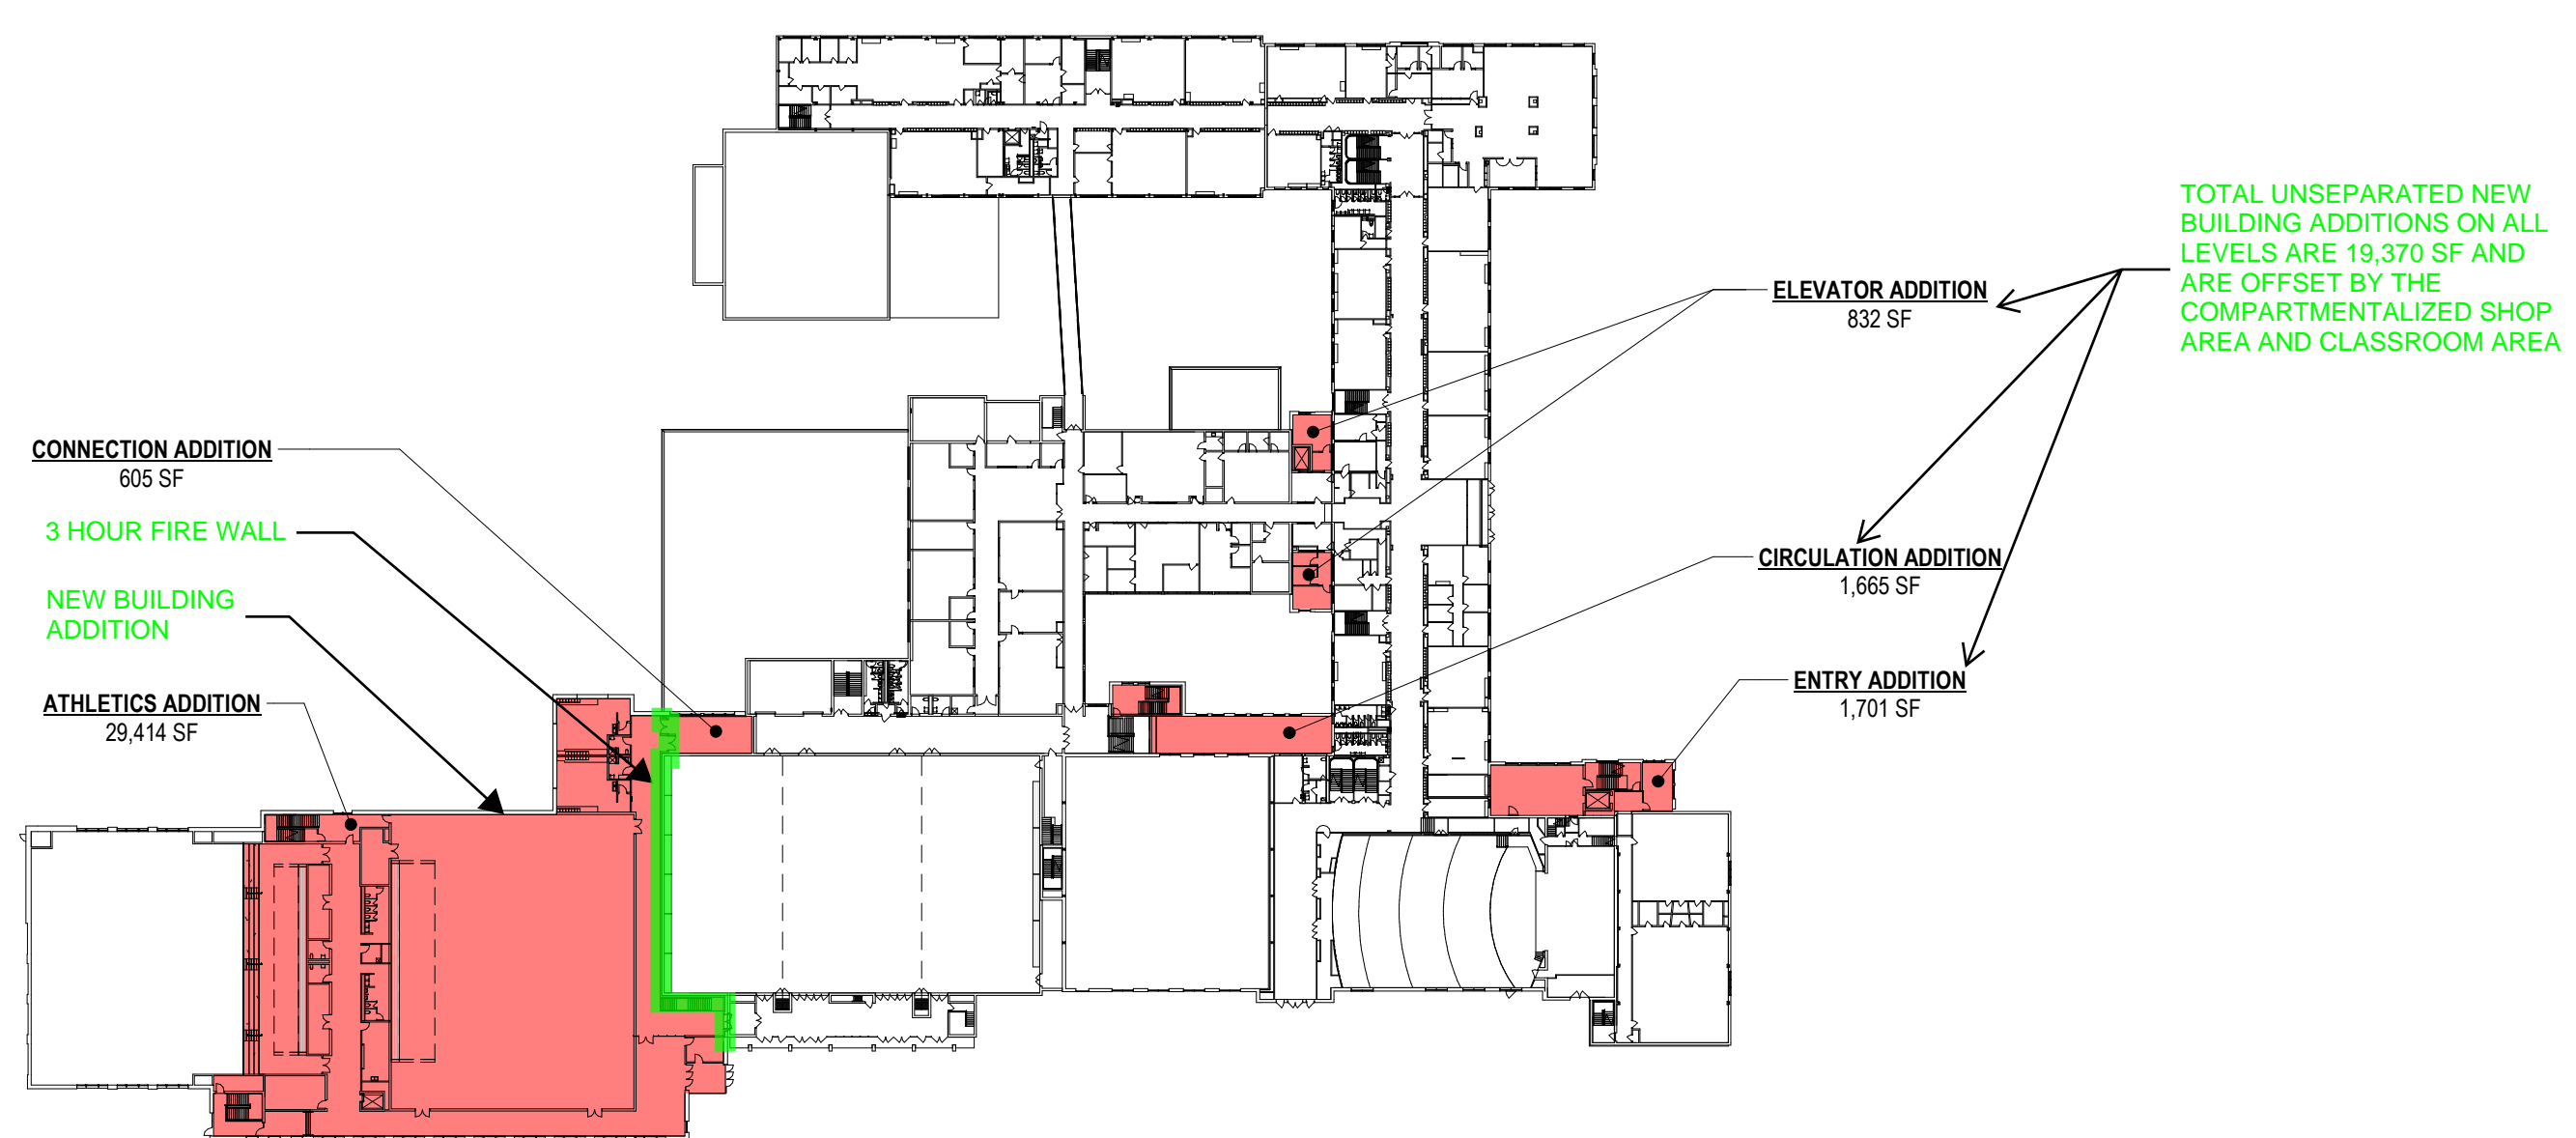 TOTAL UNSEPARATED NEW
BUILDING ADDITIONS ON ALL
LEVELS ARE 19,370 SF AND
ARE OFFSET BY THE
COMPARTMENTALIZED SHOP
AREA AND CLASSROOM AREA
ELEVATOR ADDITION
832 SF
CONNECTION ADDITION
605 SF
3 HOUR FIRE WALL
NEW BUILDING
ADDITION
ATHLETICS ADDITION
29,414 SF
CIRCULATION ADDITION
1,665 SF
ENTRY ADDITION
1,701 SF